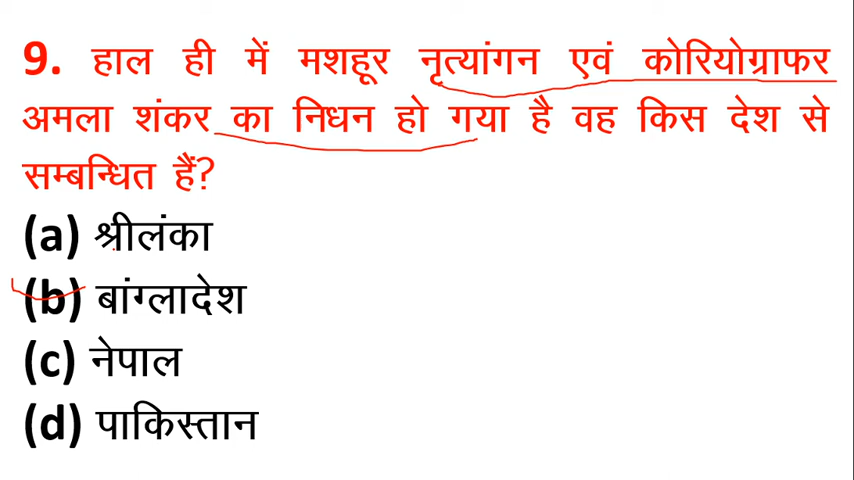 9. हाल ही में मशहूर नृत्यांगन एवं कोरियोग्राफर
अमला शंकर का निधन हो गया है वह किस देश से
सम्बन्धित हैं?
(a) श्रीलंका
(b) बांग्लादेश
(c) नेपाल
(d) पाकिस्तान